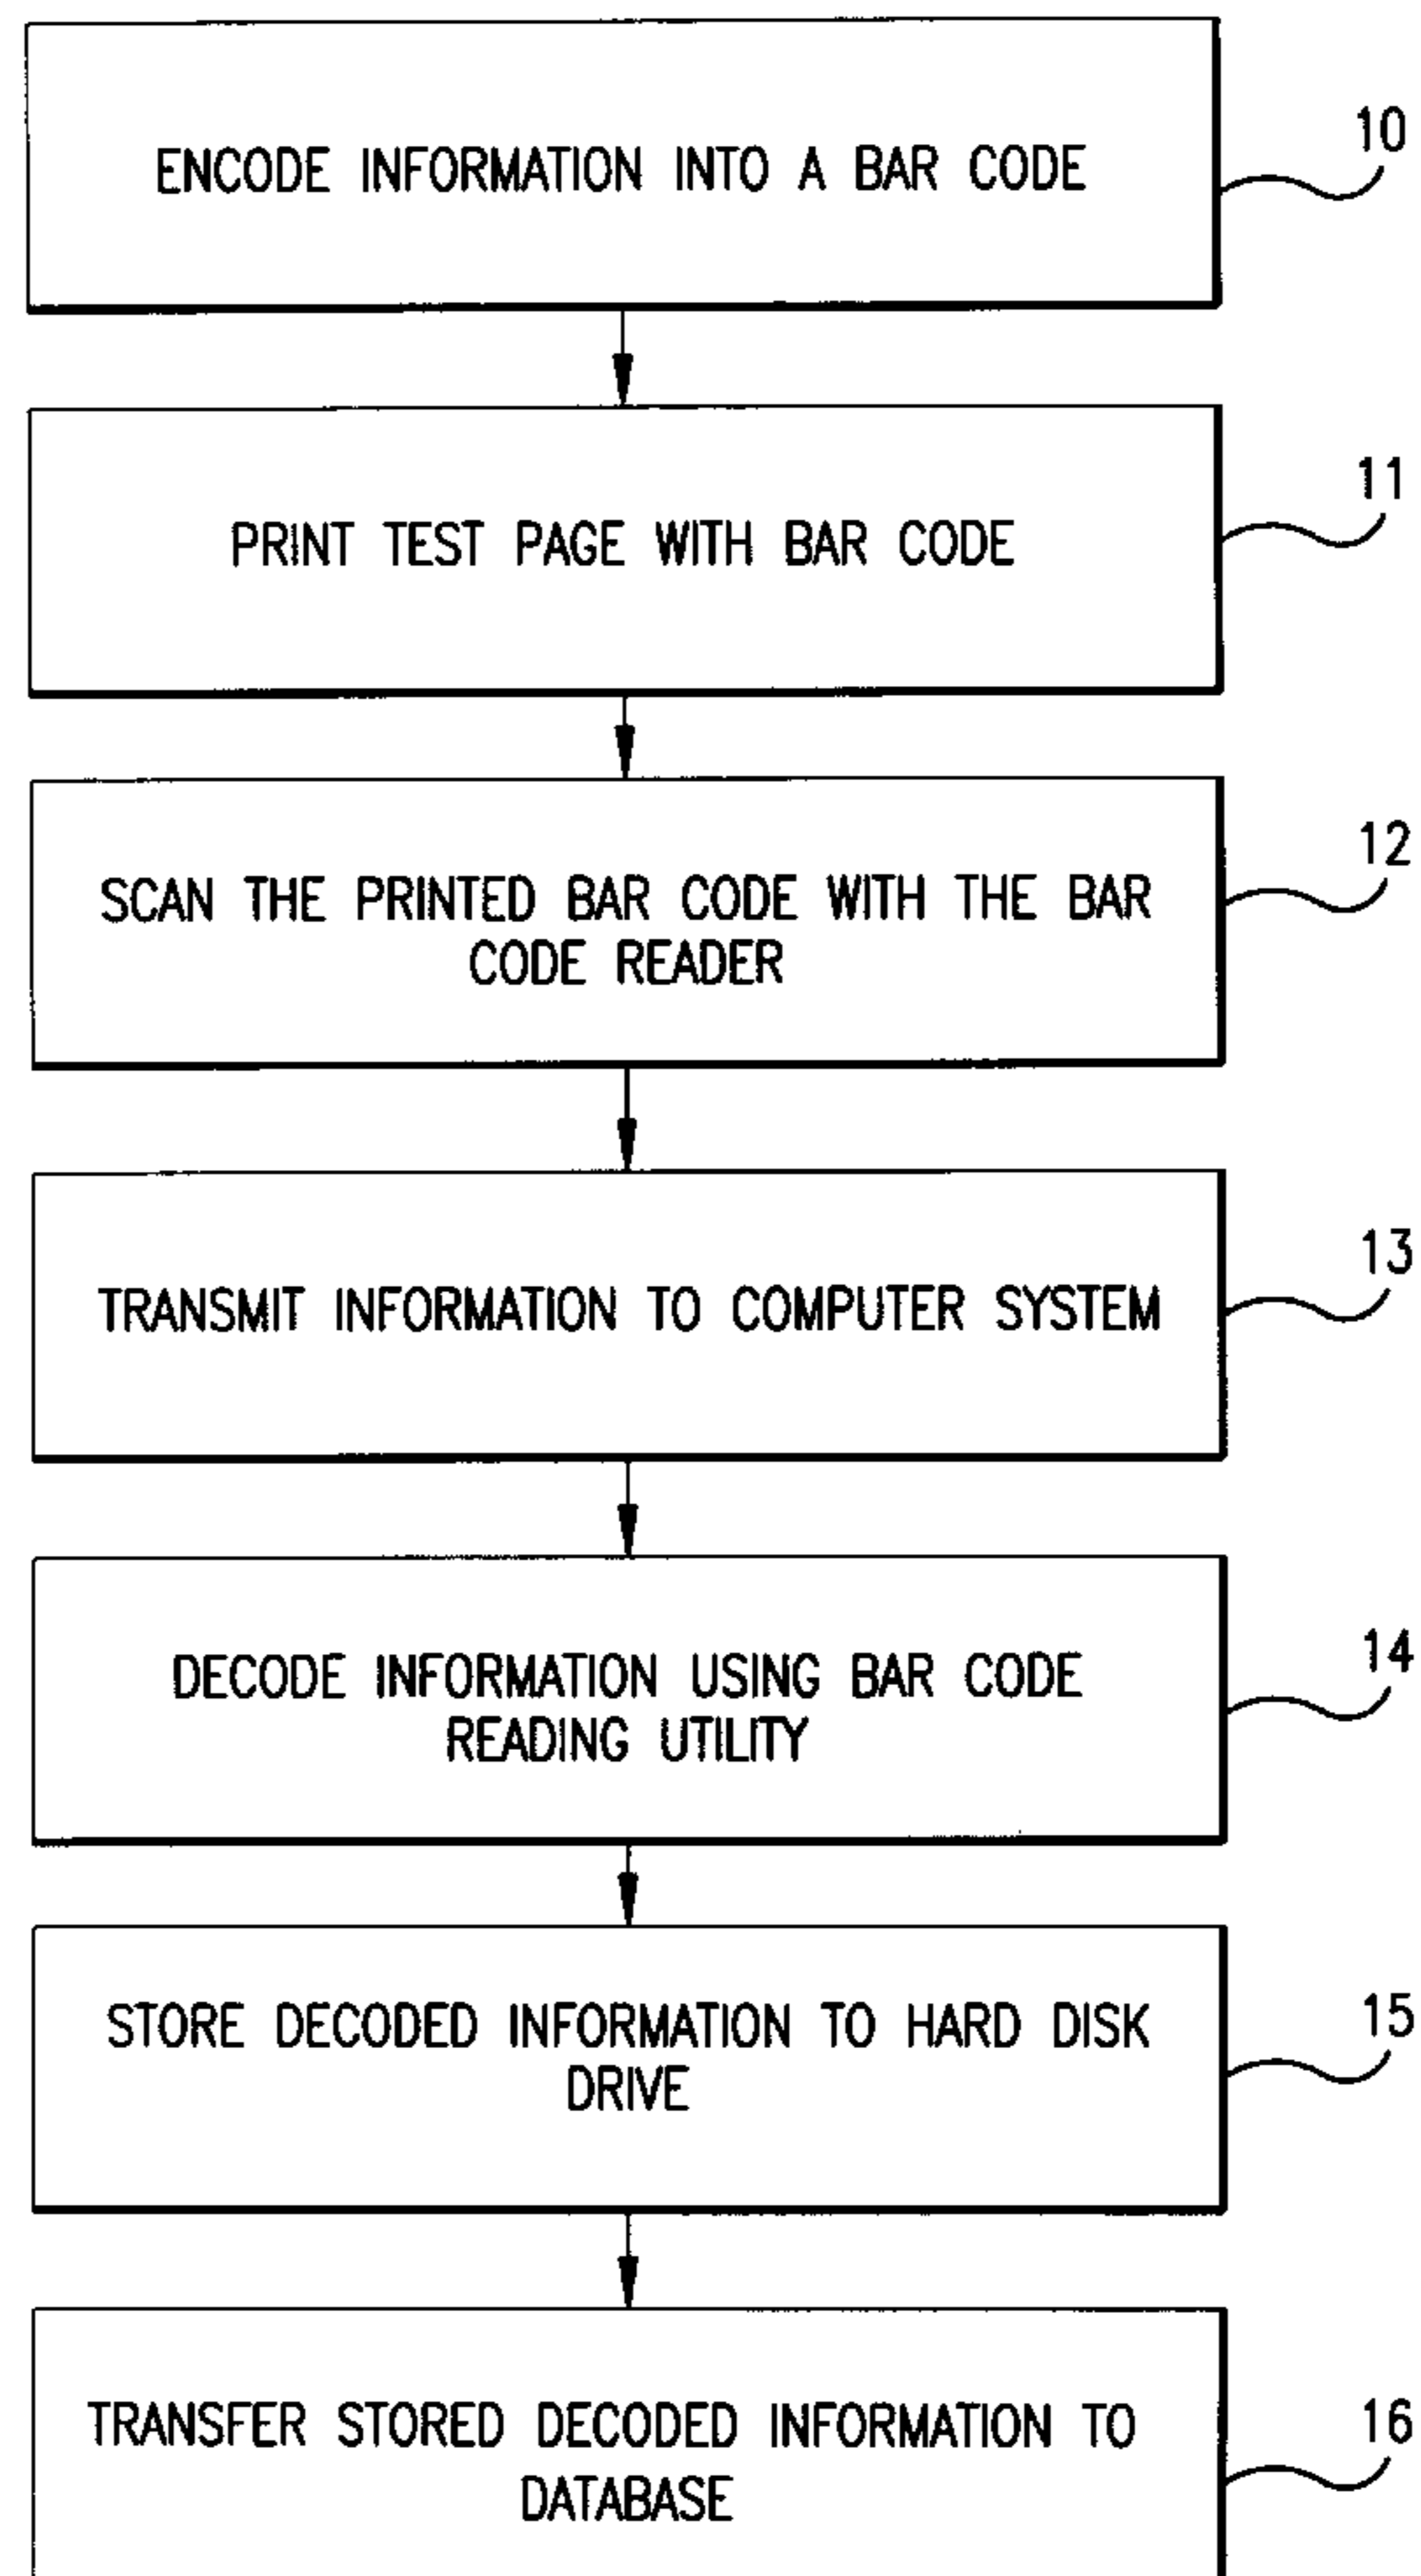 ENCODE INFORMATION INTO A BAR CODE
10
PRINT TEST PAGE WITH BAR CODE
11
SCAN THE PRINTED BAR CODE WITH THE BAR
CODE READER
12
TRANSMIT INFORMATION TO COMPUTER SYSTEM
13
DECODE INFORMATION USING BAR CODE
READING UTILITY
14
STORE DECODED INFORMATION TO HARD DISK
DRIVE
15
TRANSFER STORED DECODED INFORMATION TO
DATABASE
16